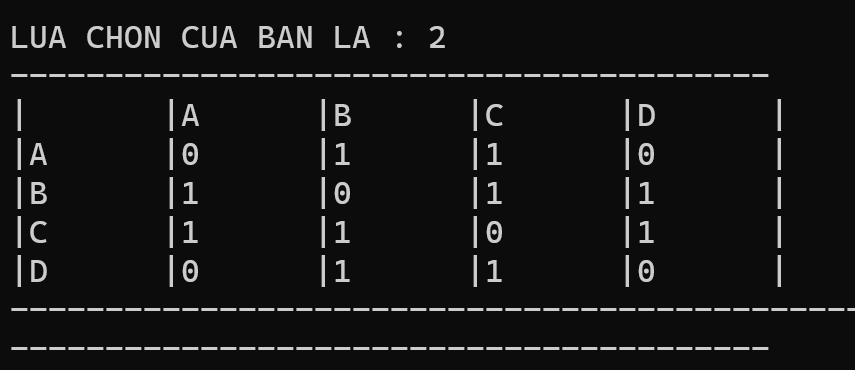 LUA CHON CUA BAN LA : 2
----------------------------------------
|       |A      |B      |C      |D      |
|A      |0      |1      |1      |0      |
|B      |1      |0      |1      |1      |
|C      |1      |1      |0      |1      |
|D      |0      |1      |1      |0      |
---------------------------------------------
----------------------------------------